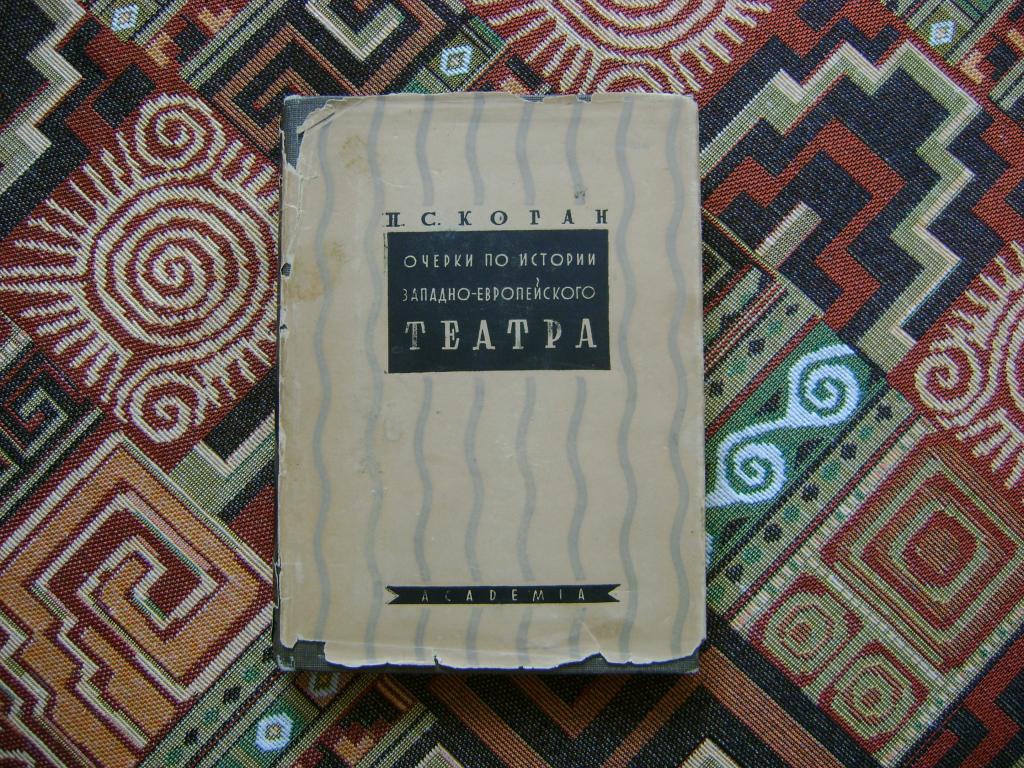 П. С. КОГАН
ОЧЕРКИ ПО ИСТОРИИ
ЗАПАДНО-ЕВРОПЕЙСКОГО
ТЕАТРА
ACADEMIA